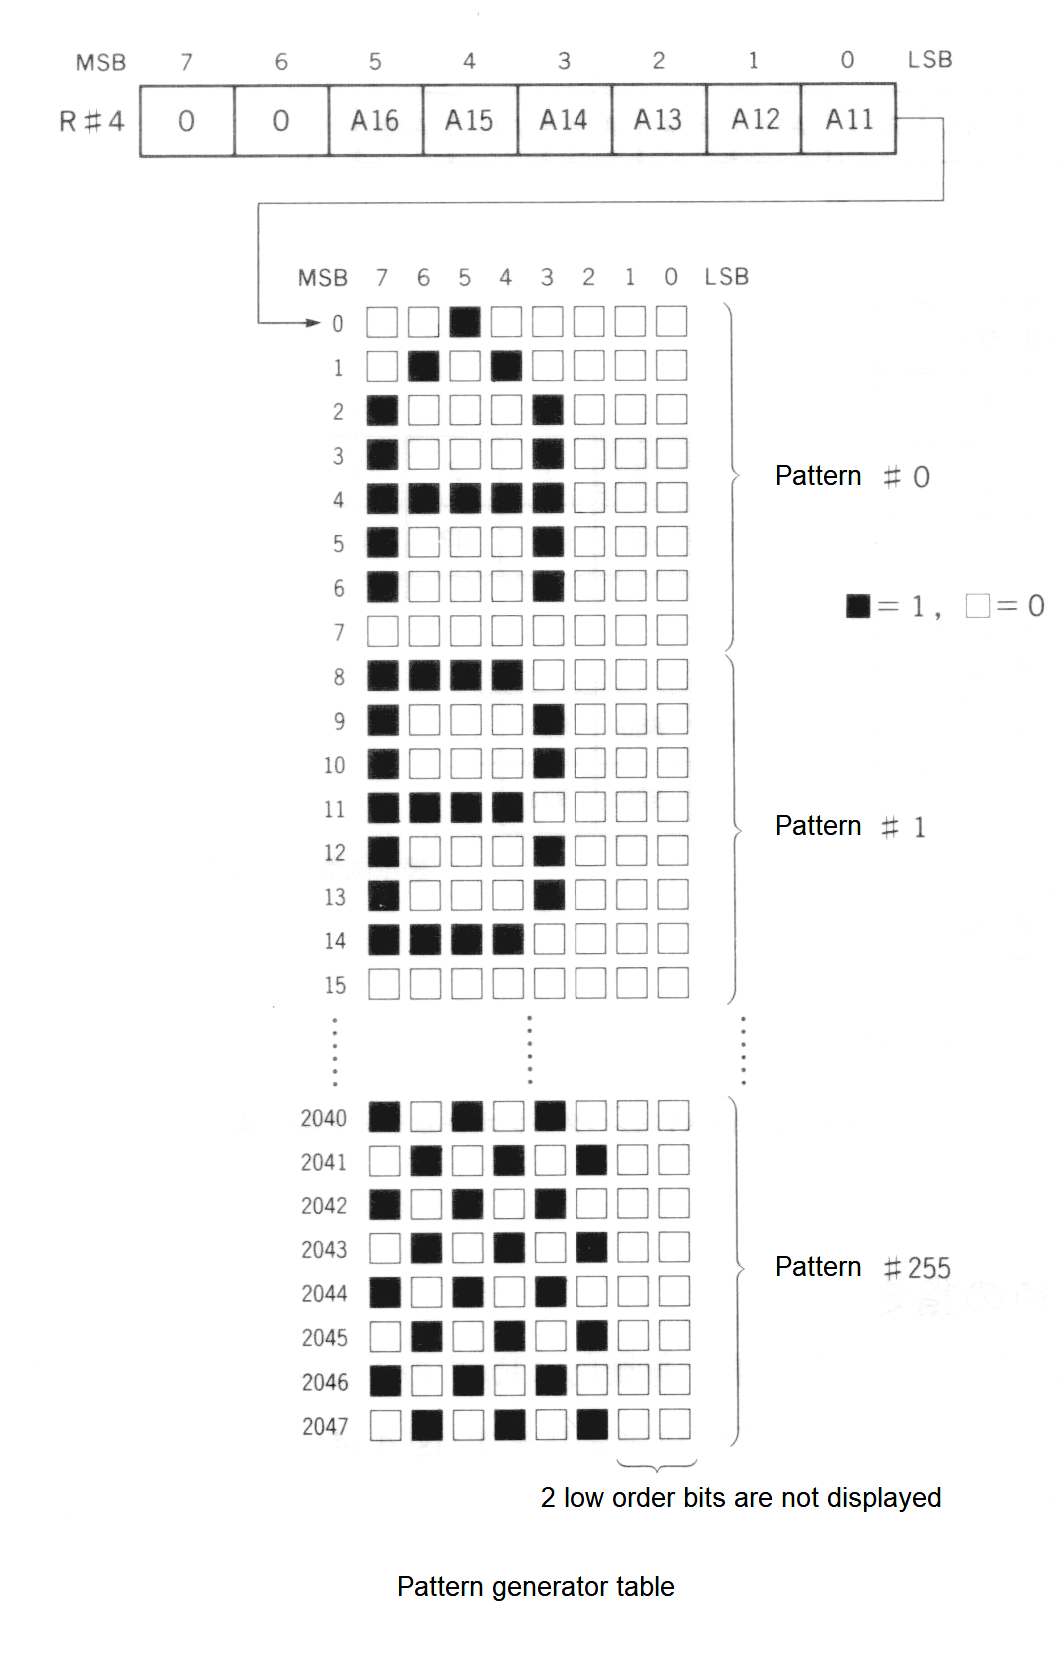 MSB 7 6 5 4 3 2 1 0 LSB
R#4 0 0 A16 A15 A14 A13 A12 A11
MSB 7 6 5 4 3 2 1 0 LSB
0
1
2
3
Pattern # 0
4
5
6
■ = 1, □ = 0
7
8
9
10
11
Pattern # 1
12
13
14
15
2040
2041
2042
2043
Pattern # 255
2044
2045
2046
2047
2 low order bits are not displayed
Pattern generator table